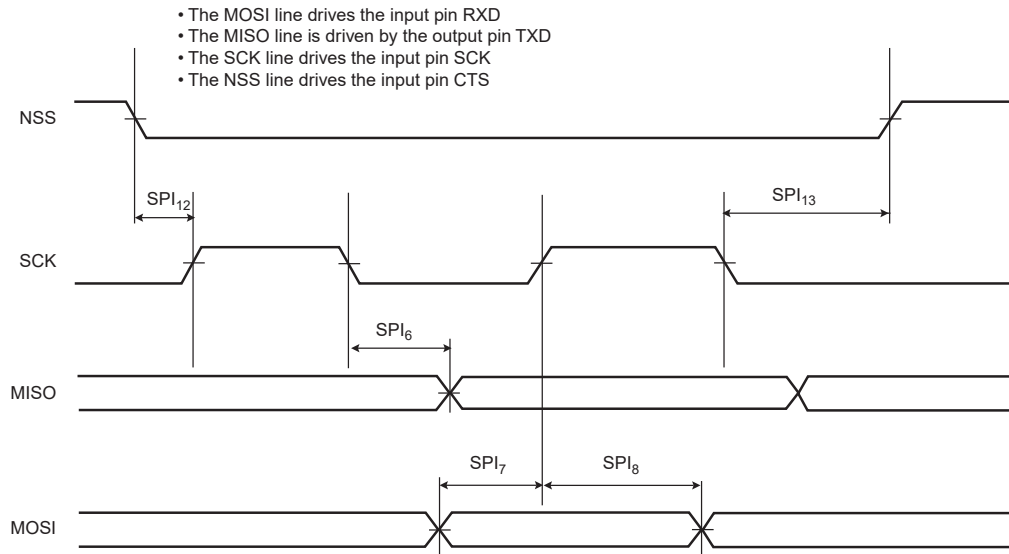 • The MOSI line drives the input pin RXD
• The MISO line is driven by the output pin TXD
• The SCK line drives the input pin SCK
• The NSS line drives the input pin CTS
NSS
SPI12
SPI13
SCK
SPI6
MISO
SPI7
SPI8
MOSI